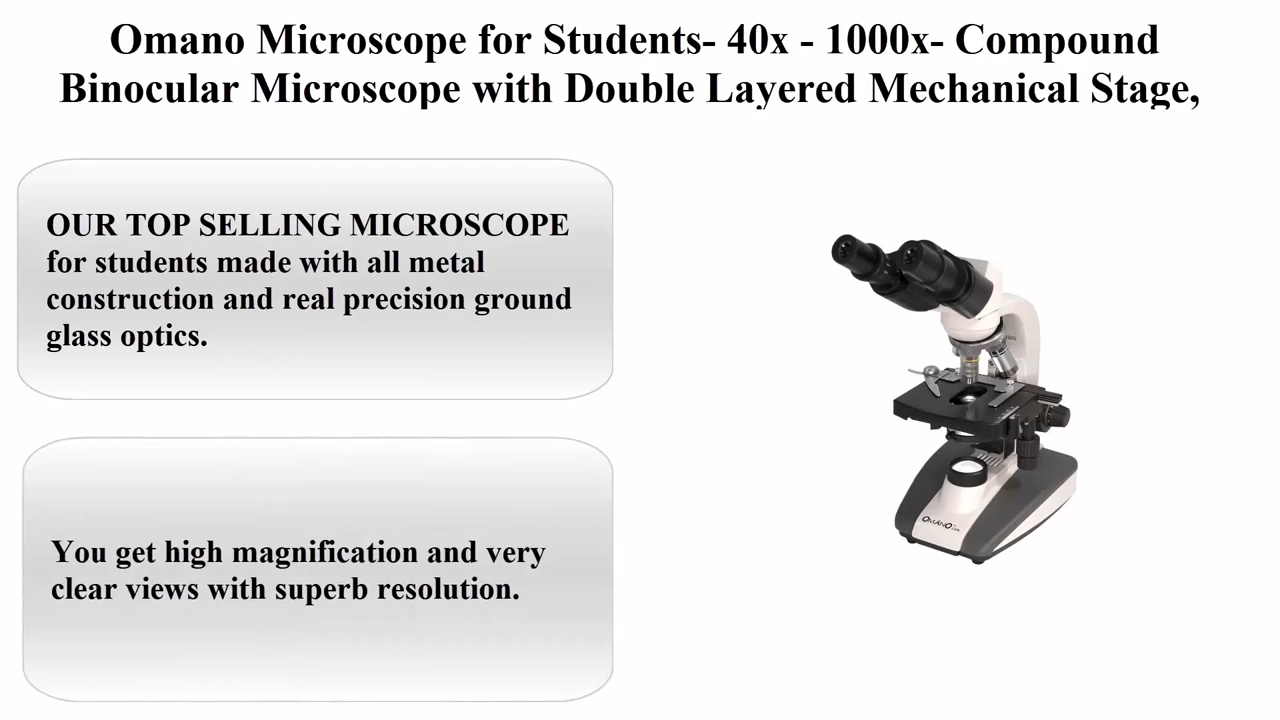 Omano Microscope for Students- 40x - 1000x- Compound
Binocular Microscope with Double Layered Mechanical Stage,
OUR TOP SELLING MICROSCOPE
for students made with all metal
construction and real precision ground
glass optics.
You get high magnification and very
clear views with superb resolution.
OMANO